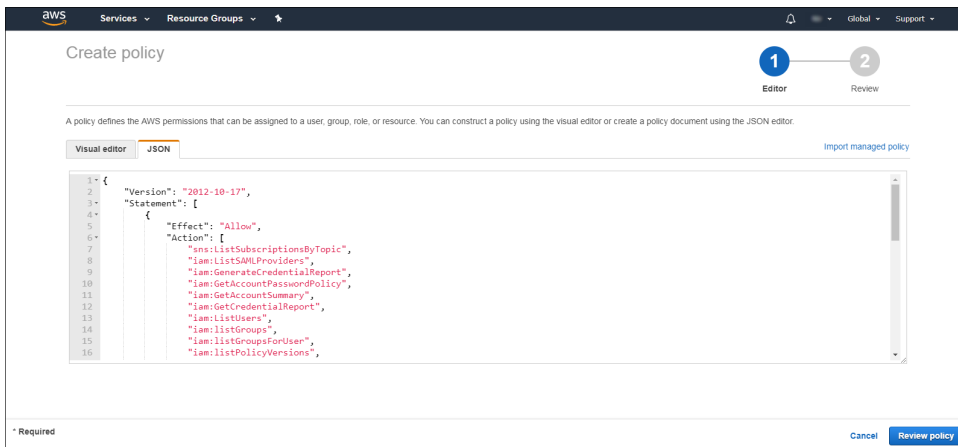 aws Services Resource Groups Global Support
Create policy
1 2
Editor Review
A policy defines the AWS permissions that can be assigned to a user, group, role, or resource. You can construct a policy using the visual editor or create a policy document using the JSON editor.
Visual editor JSON Import managed policy
1 {
2 "Version": "2012-10-17",
3 "Statement": [
4 {
5 "Effect": "Allow",
6 "Action": [
7 "sns:ListSubscriptionsByTopic",
8 "iam:ListSAMLProviders",
9 "iam:GenerateCredentialReport",
10 "iam:GetAccountPasswordPolicy",
11 "iam:GetAccountSummary",
12 "iam:GetCredentialReport",
13 "iam:ListUsers",
14 "iam:listGroups",
15 "iam:listGroupsForUser",
16 "iam:listPolicyVersions",
* Required Cancel Review policy